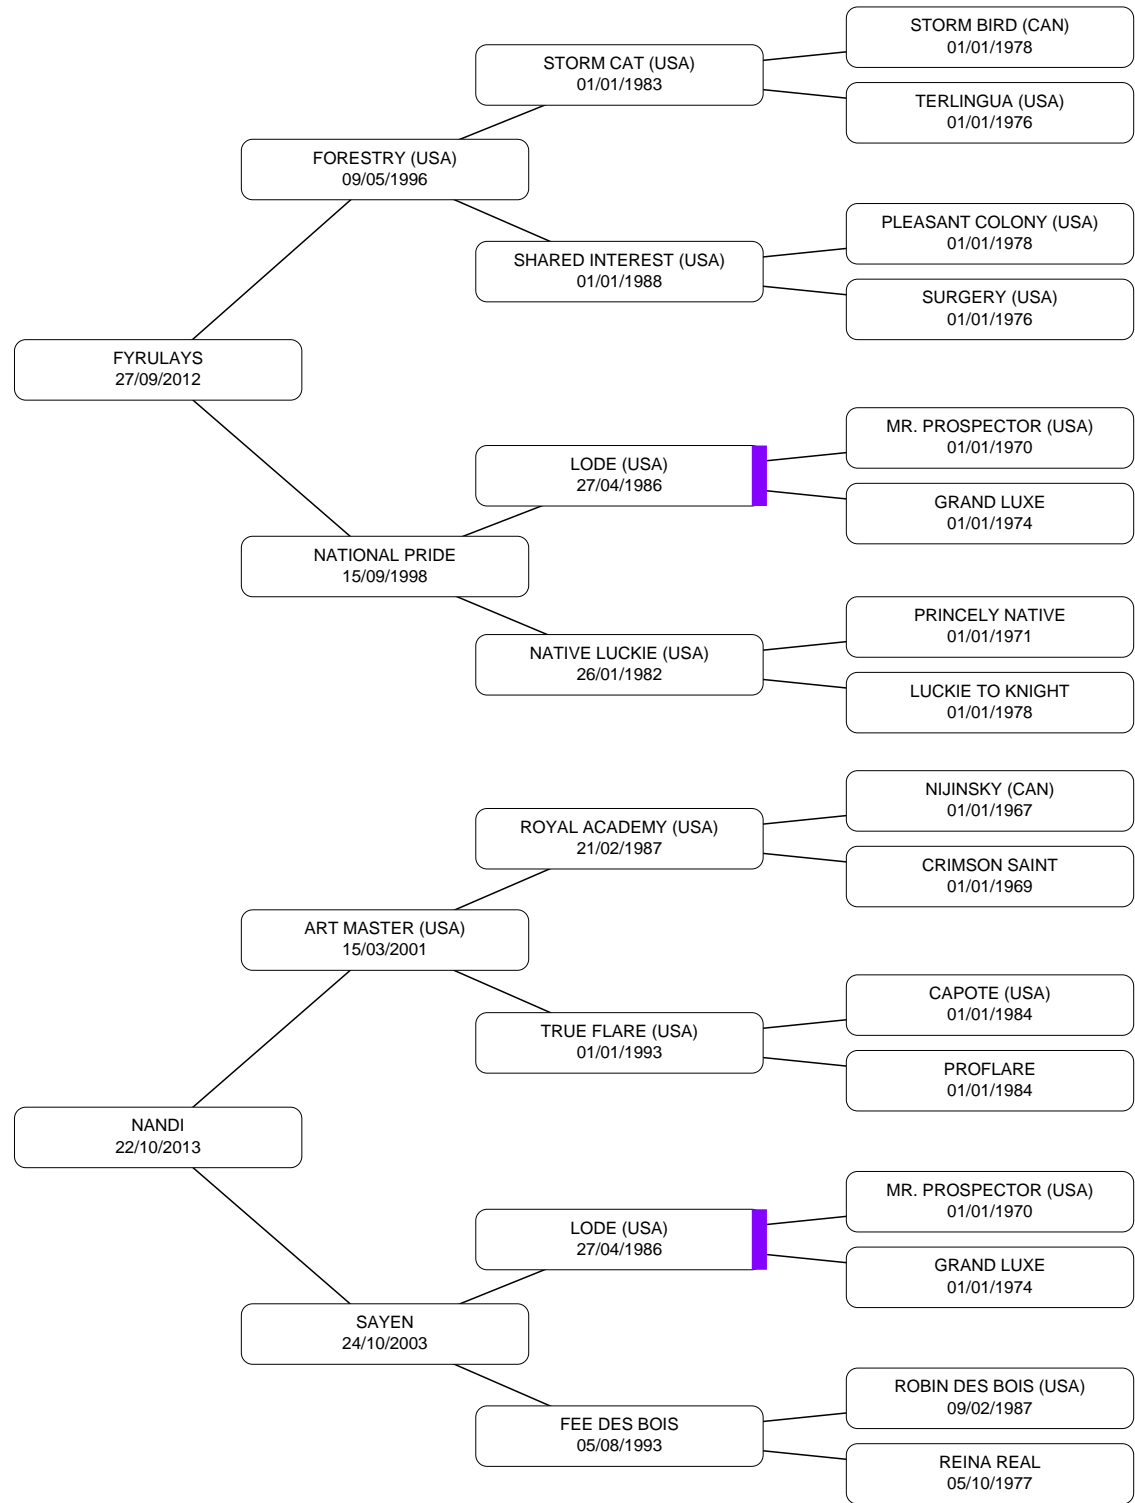 STORM BIRD (CAN)
01/01/1978
STORM CAT (USA)
01/01/1983
TERLINGUA (USA)
01/01/1976
FORESTRY (USA)
09/05/1996
PLEASANT COLONY (USA)
01/01/1978
SHARED INTEREST (USA)
01/01/1988
SURGERY (USA)
01/01/1976
FYRULAYS
27/09/2012
MR. PROSPECTOR (USA)
01/01/1970
LODE (USA)
27/04/1986
GRAND LUXE
01/01/1974
NATIONAL PRIDE
15/09/1998
PRINCELY NATIVE
01/01/1971
NATIVE LUCKIE (USA)
26/01/1982
LUCKIE TO KNIGHT
01/01/1978
NIJINSKY (CAN)
01/01/1967
ROYAL ACADEMY (USA)
21/02/1987
CRIMSON SAINT
01/01/1969
ART MASTER (USA)
15/03/2001
CAPOTE (USA)
01/01/1984
TRUE FLARE (USA)
01/01/1993
PROFLARE
01/01/1984
NANDI
22/10/2013
MR. PROSPECTOR (USA)
01/01/1970
LODE (USA)
27/04/1986
GRAND LUXE
01/01/1974
SAYEN
24/10/2003
ROBIN DES BOIS (USA)
09/02/1987
FEE DES BOIS
05/08/1993
REINA REAL
05/10/1977